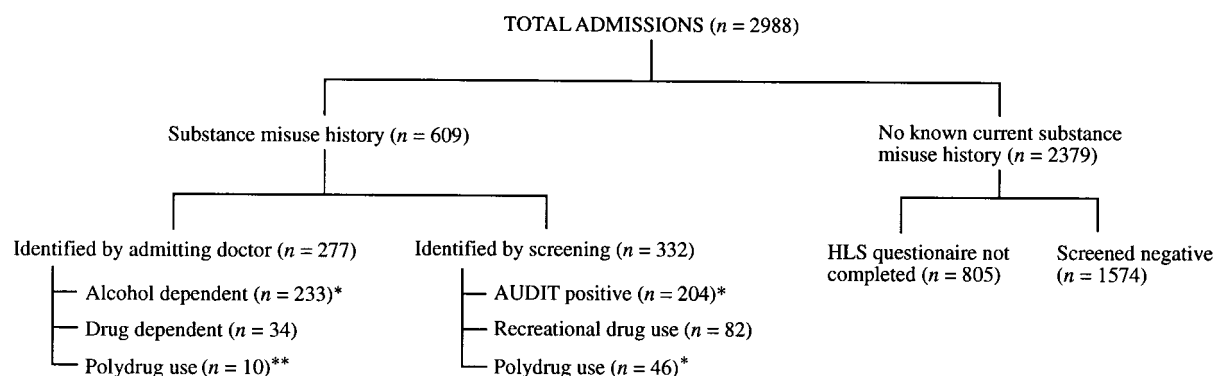 TOTAL ADMISSIONS (n = 2988)
Substance misuse history (n = 609)
No known current substance
misuse history (n = 2379)
Identified by admitting doctor (n = 277)
Alcohol dependent (n = 233)*
Drug dependent (n = 34)
Polydrug use (n = 10)**
Identified by screening (n = 332)
AUDIT positive (n = 204)*
Recreational drug use (n = 82)
Polydrug use (n = 46)*
HLS questionaire not
completed (n = 805)
Screened negative
(n = 1574)